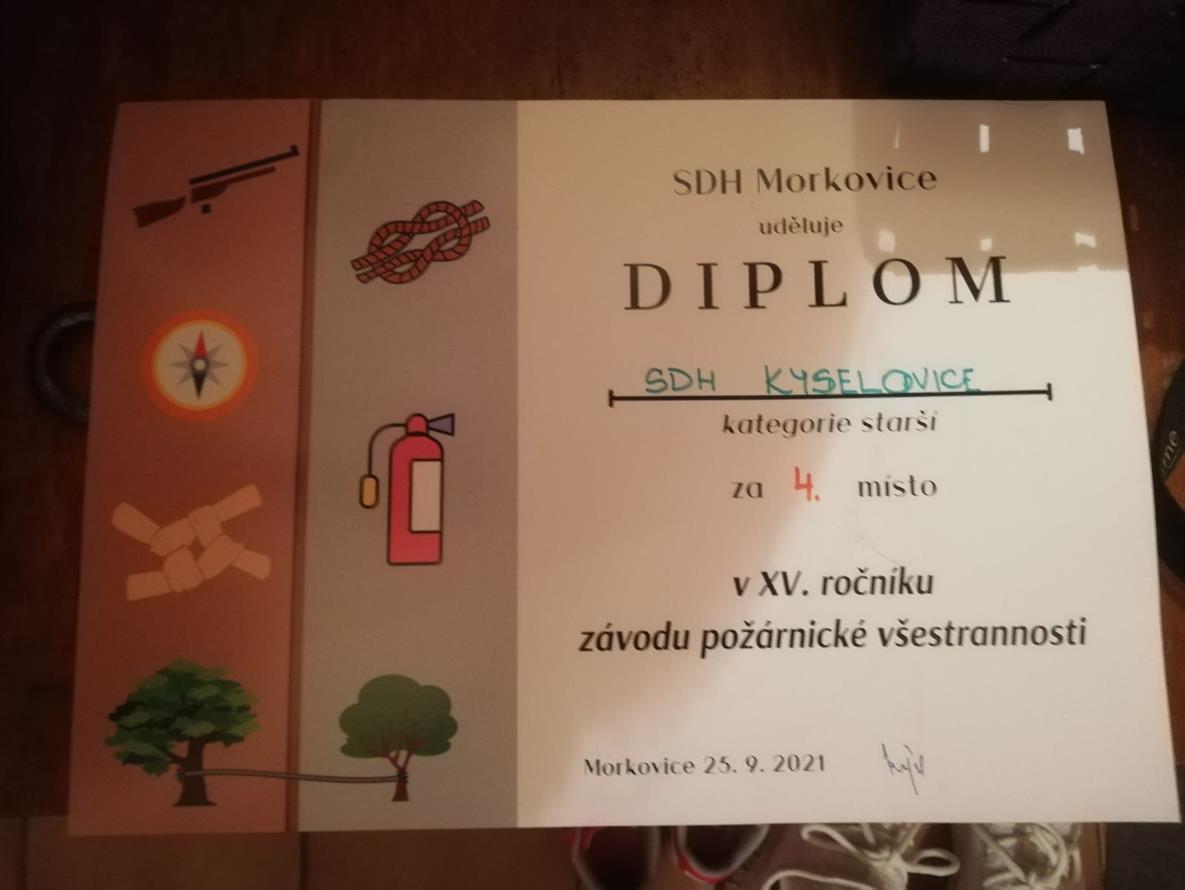 SDH Morkovice
uděluje
DIPLOM
SDH KYSELOVICE
kategorie starší
za 4. místo
v XV. ročníku
závodu požárnické všestrannosti
Morkovice 25. 9. 2021